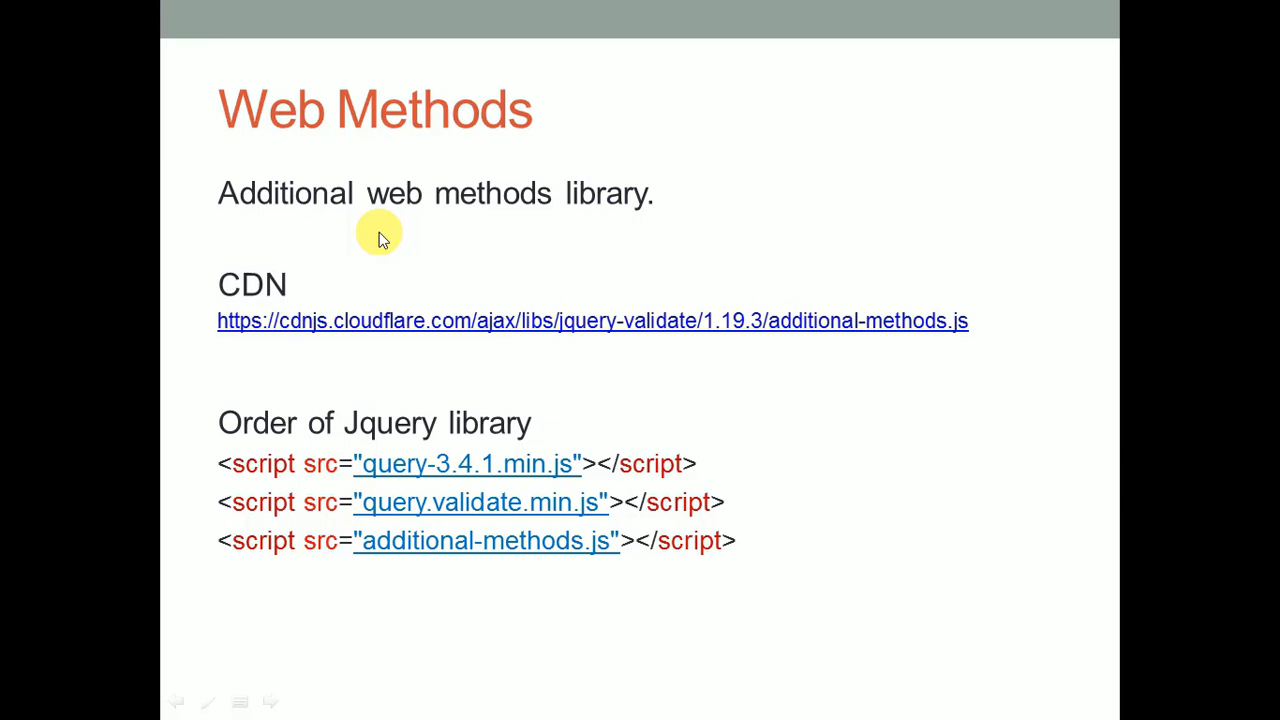 Web Methods
Additional web methods library.
CDN
https://cdnjs.cloudflare.com/ajax/libs/jquery-validate/1.19.3/additional-methods.js
Order of Jquery library
<script src="query-3.4.1.min.js"></script>
<script src="query.validate.min.js"></script>
<script src="additional-methods.js"></script>